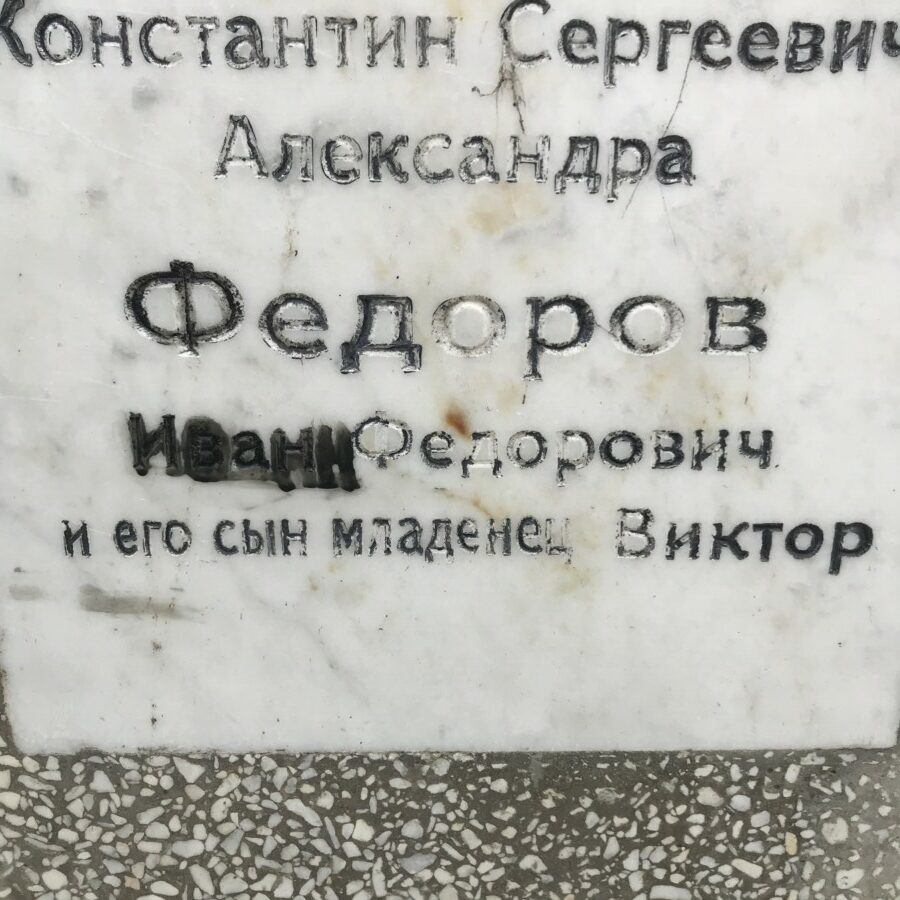 Константин Сергеевич
Александра
Федоров
Иван Федорович
и его сын младенец Виктор